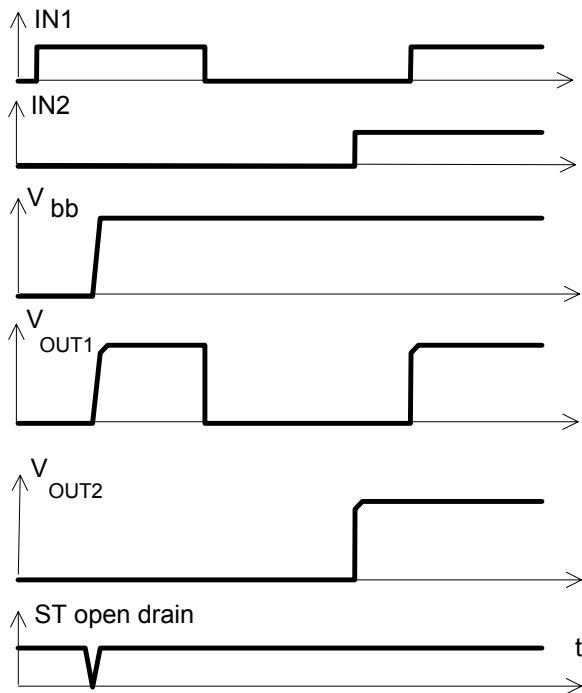 IN1
IN2
V bb
V OUT1
V OUT2
ST open drain
t